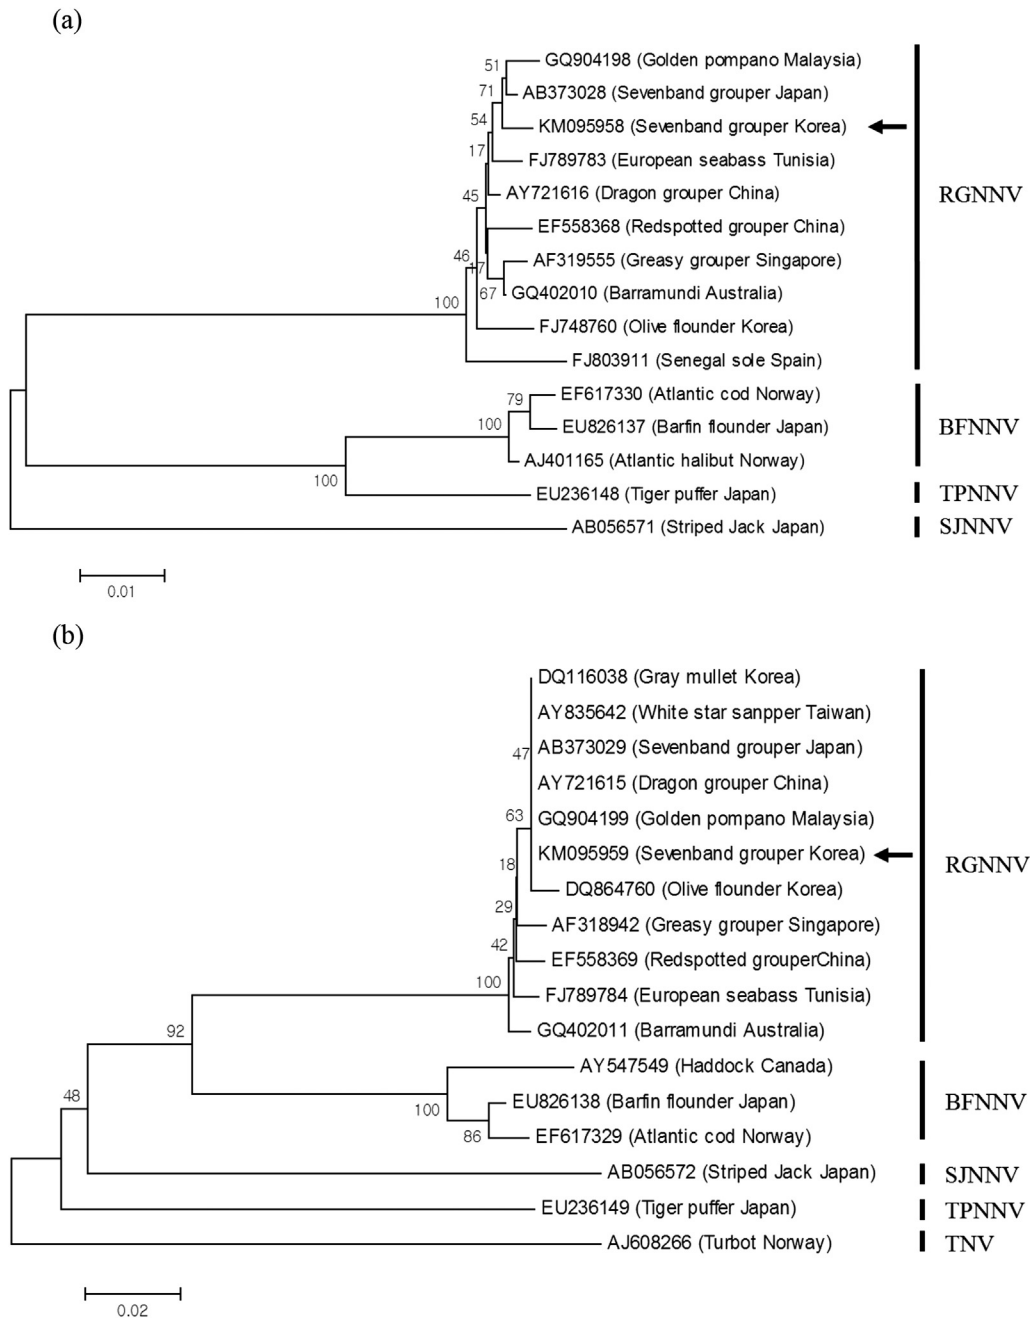 (a)
51
GQ904198 (Golden pompano Malaysia)
71
AB373028 (Sevenband grouper Japan)
54
KM095958 (Sevenband grouper Korea)
17
FJ789783 (European seabass Tunisia)
45
AY721616 (Dragon grouper China)
RGNNV
EF558368 (Redspotted grouper China)
46
17
AF319555 (Greasy grouper Singapore)
67
GQ402010 (Barramundi Australia)
100
FJ748760 (Olive flounder Korea)
FJ803911 (Senegal sole Spain)
79
EF617330 (Atlantic cod Norway)
100
EU826137 (Barfin flounder Japan)
BFNNV
AJ401165 (Atlantic halibut Norway)
100
EU236148 (Tiger puffer Japan)
TPNNV
AB056571 (Striped Jack Japan)
SJNNV
0.01
(b)
DQ116038 (Gray mullet Korea)
AY835642 (White star sanpper Taiwan)
47
AB373029 (Sevenband grouper Japan)
AY721615 (Dragon grouper China)
63
GQ904199 (Golden pompano Malaysia)
18
KM095959 (Sevenband grouper Korea)
RGNNV
DQ864760 (Olive flounder Korea)
29
AF318942 (Greasy grouper Singapore)
42
EF558369 (Redspotted grouperChina)
100
FJ789784 (European seabass Tunisia)
92
GQ402011 (Barramundi Australia)
AY547549 (Haddock Canada)
48
100
EU826138 (Barfin flounder Japan)
BFNNV
86
EF617329 (Atlantic cod Norway)
AB056572 (Striped Jack Japan)
SJNNV
EU236149 (Tiger puffer Japan)
TPNNV
AJ608266 (Turbot Norway)
TNV
0.02